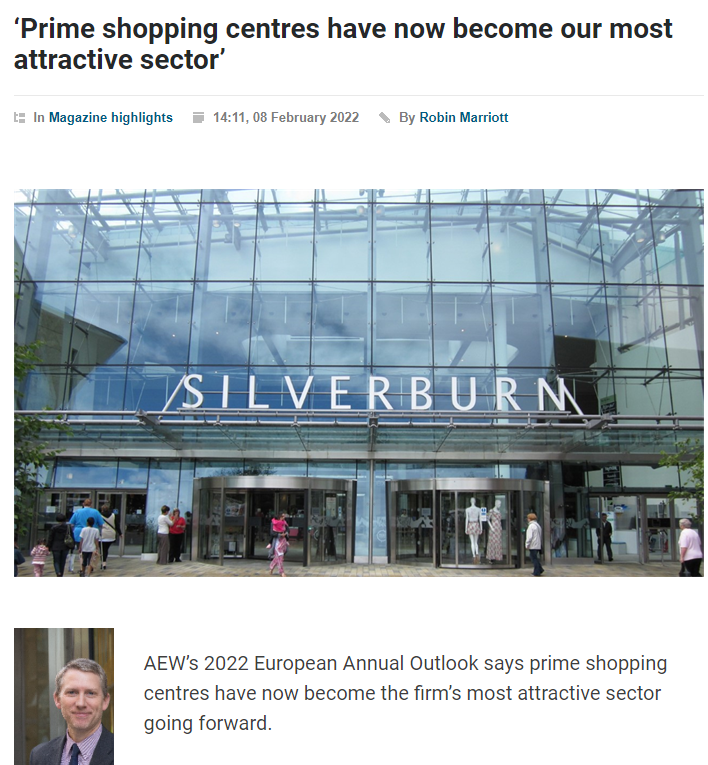 ‘Prime shopping centres have now become our most
attractive sector’
In Magazine highlights 14:11, 08 February 2022 By Robin Marriott
SILVERBURN
AEW’s 2022 European Annual Outlook says prime shopping
centres have now become the firm’s most attractive sector
going forward.